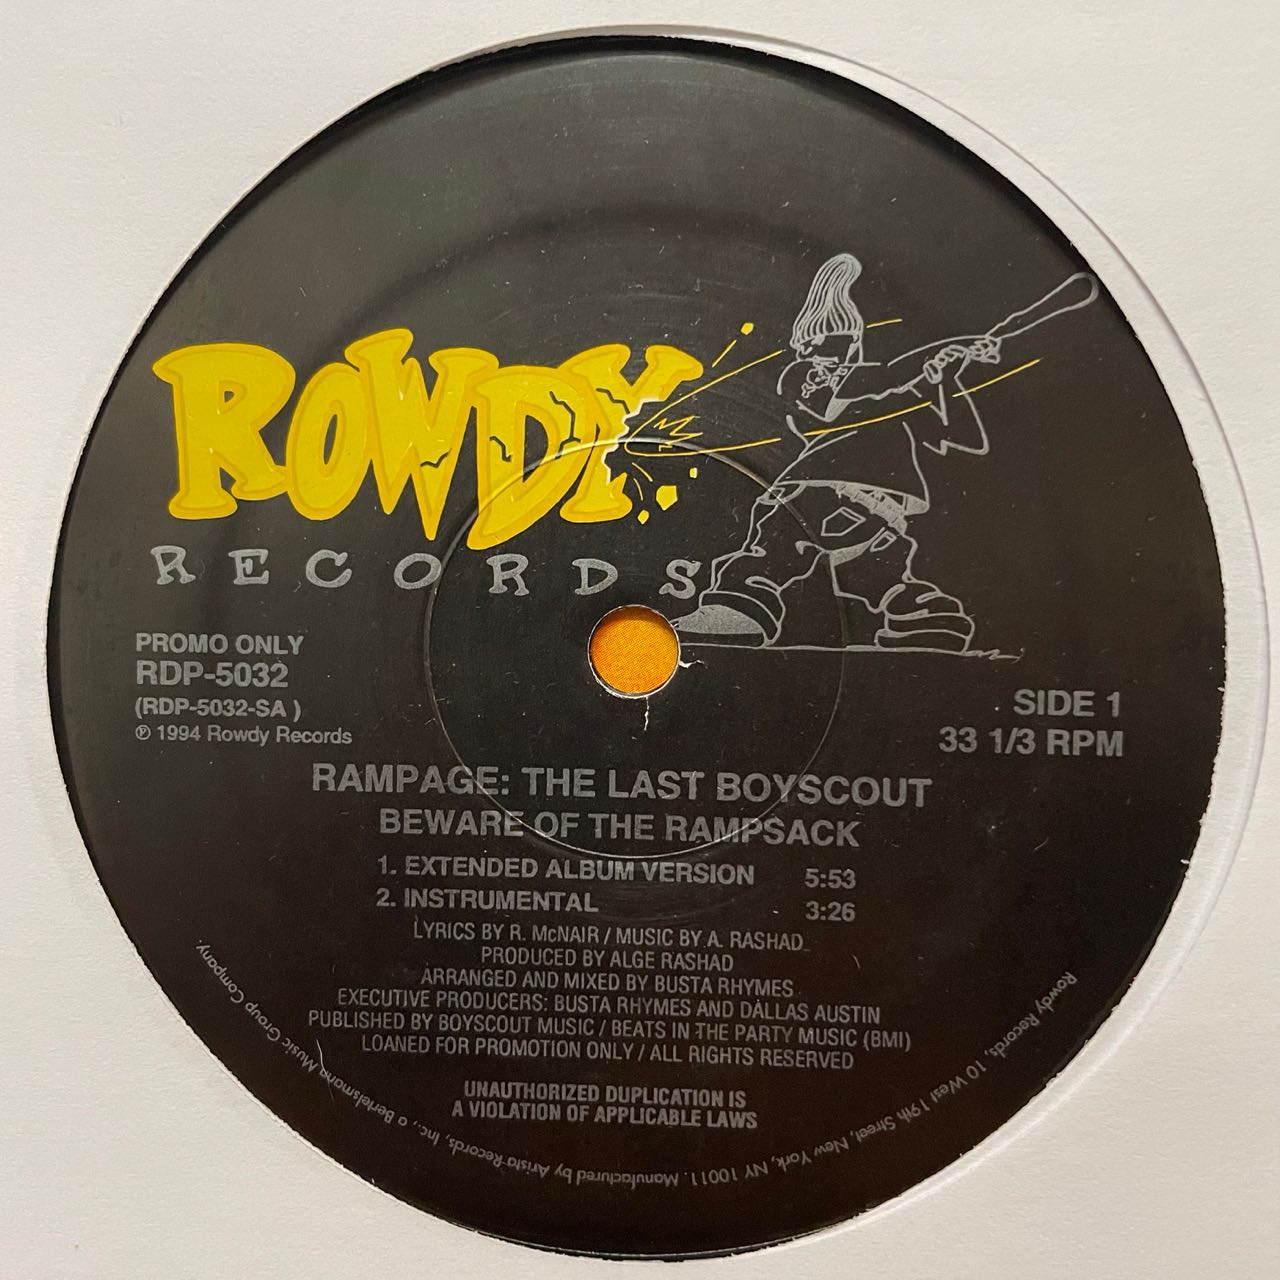 ROWDY
RECORDS
PROMO ONLY
RDP-5032
(RDP-5032-SA )
℗ 1994 Rowdy Records
SIDE 1
33 1/3 RPM
RAMPAGE: THE LAST BOYSCOUT
BEWARE OF THE RAMPSACK
1. EXTENDED ALBUM VERSION 5:53
2. INSTRUMENTAL 3:26
LYRICS BY R. McNAIR / MUSIC BY A. RASHAD
PRODUCED BY ALGE RASHAD
ARRANGED AND MIXED BY BUSTA RHYMES
EXECUTIVE PRODUCERS: BUSTA RHYMES AND DALLAS AUSTIN
PUBLISHED BY BOYSCOUT MUSIC / BEATS IN THE PARTY MUSIC (BMI)
LOANED FOR PROMOTION ONLY / ALL RIGHTS RESERVED
UNAUTHORIZED DUPLICATION IS
A VIOLATION OF APPLICABLE LAWS
Rowdy Records, 10 West 19th Street, New York, NY 10011. Manufactured by Arista Records, Inc., a Bertelsmann Music Group Company.